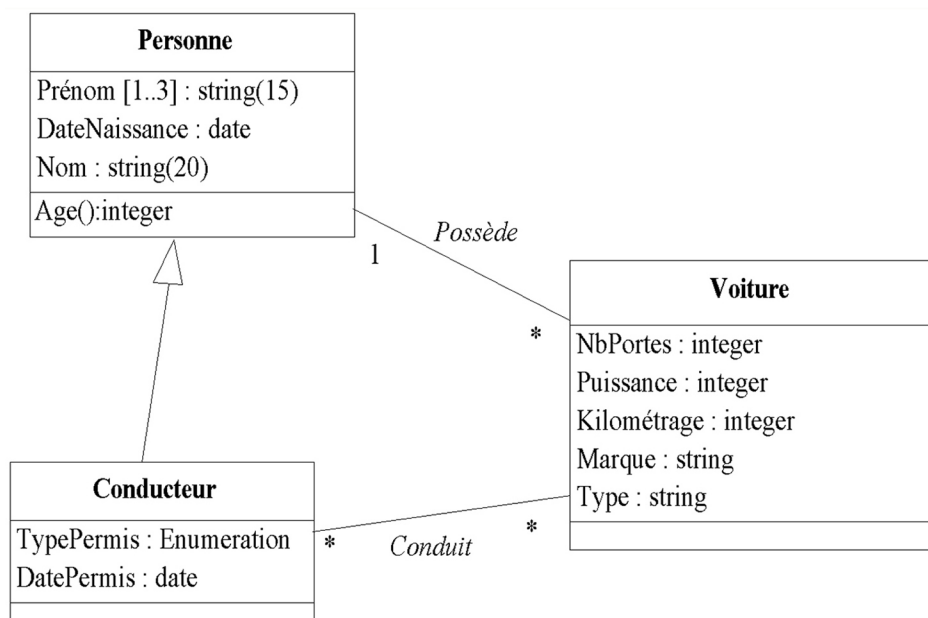 Personne
Prénom [1..3] : string(15)
DateNaissance : date
Nom : string(20)
Age():integer
Possède
1
*
Voiture
NbPortes : integer
Puissance : integer
Kilométrage : integer
Marque : string
Type : string
Conducteur
TypePermis : Enumeration
DatePermis : date
*
Conduit
*